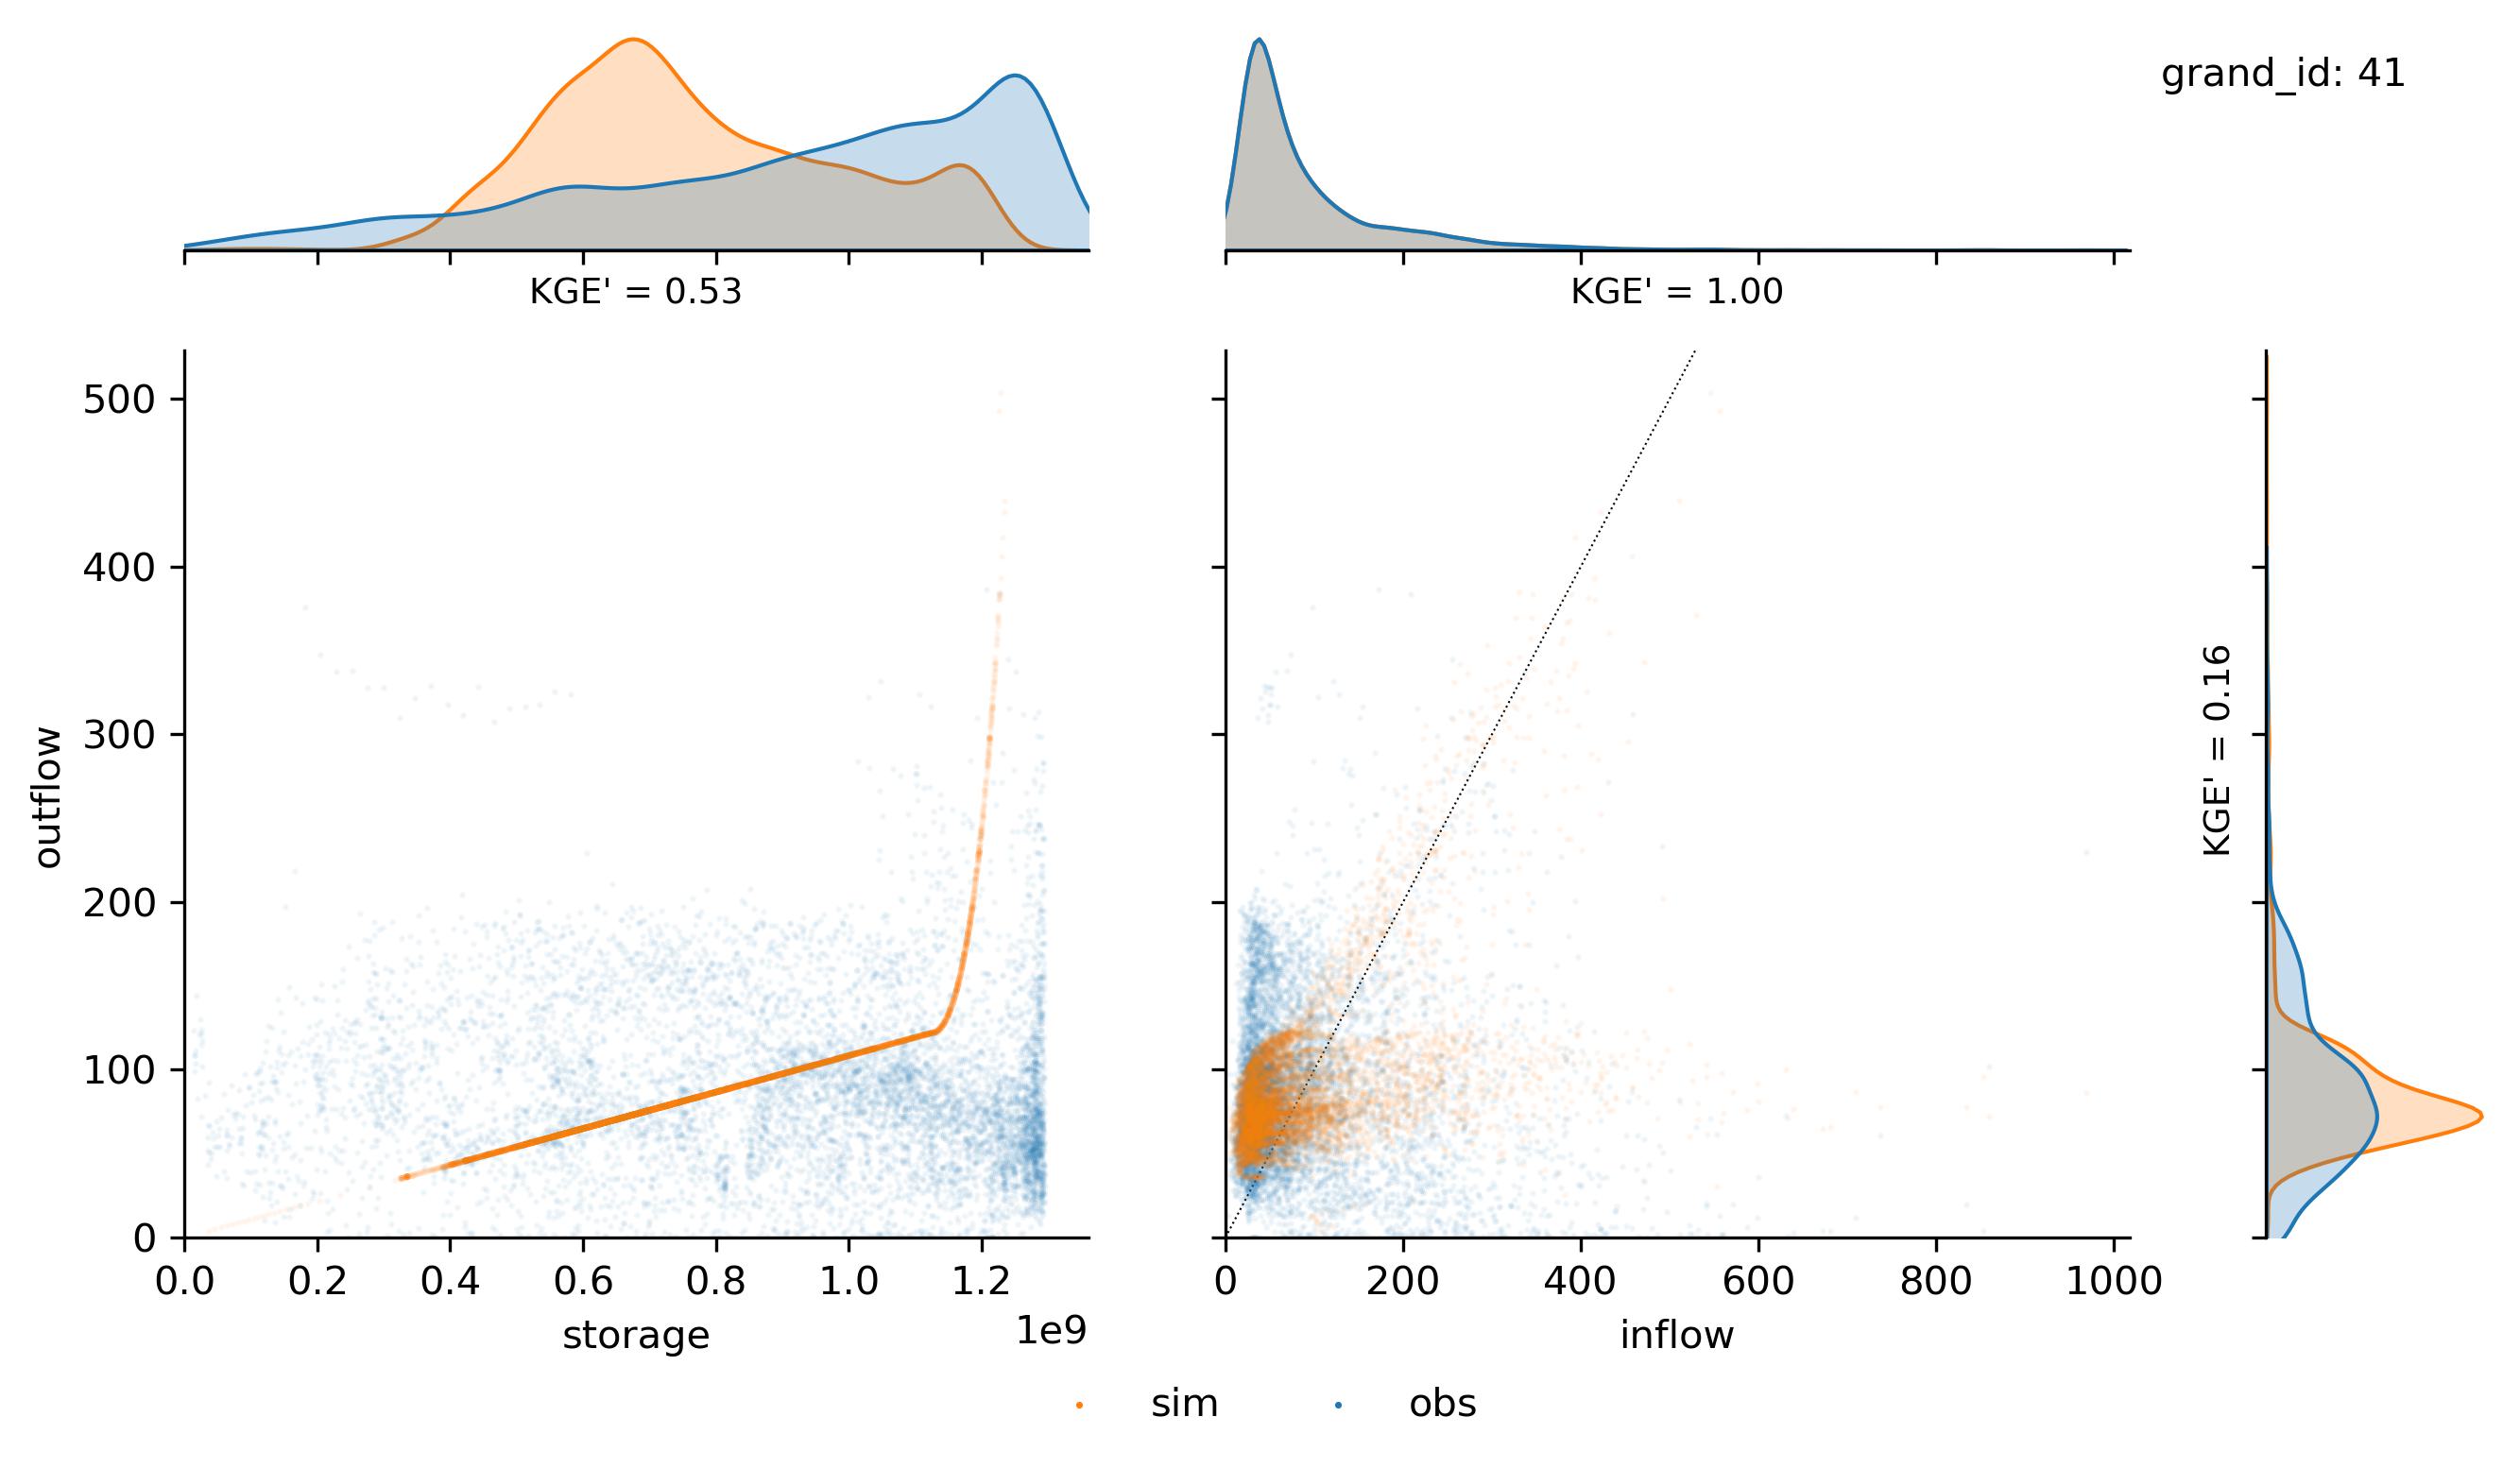 grand_id: 41
KGE' = 0.53
KGE' = 1.00
500
400
300
200
100
0
outflow
KGE' = 0.16
0.0 0.2 0.4 0.6 0.8 1.0 1.2
1e9
storage
0 200 400 600 800 1000
inflow
sim obs